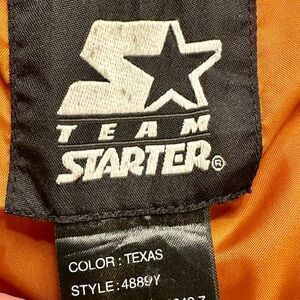 TEAM
STARTER®
COLOR : TEXAS
STYLE : 4889Y